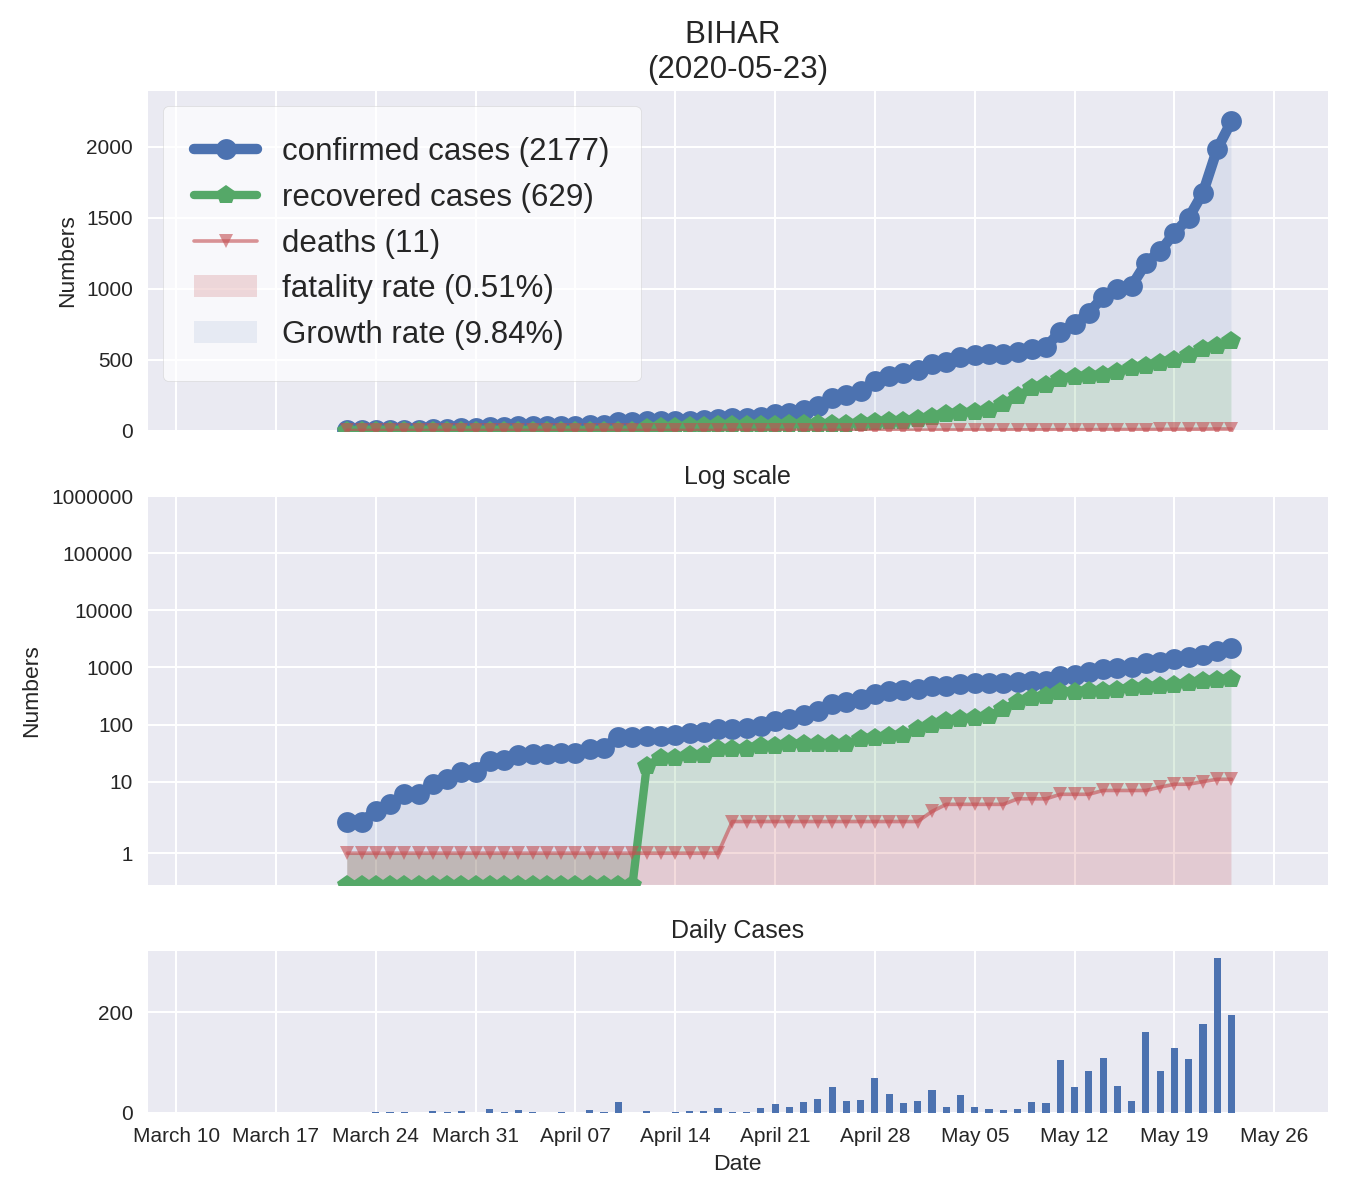 BIHAR
(2020-05-23)
confirmed cases (2177)
recovered cases (629)
deaths (11)
fatality rate (0.51%)
Growth rate (9.84%)
Numbers
2000
1500
1000
500
0
Log scale
Numbers
1000000
100000
10000
1000
100
10
1
Daily Cases
200
0
March 10 March 17 March 24 March 31 April 07 April 14 April 21 April 28 May 05 May 12 May 19 May 26
Date